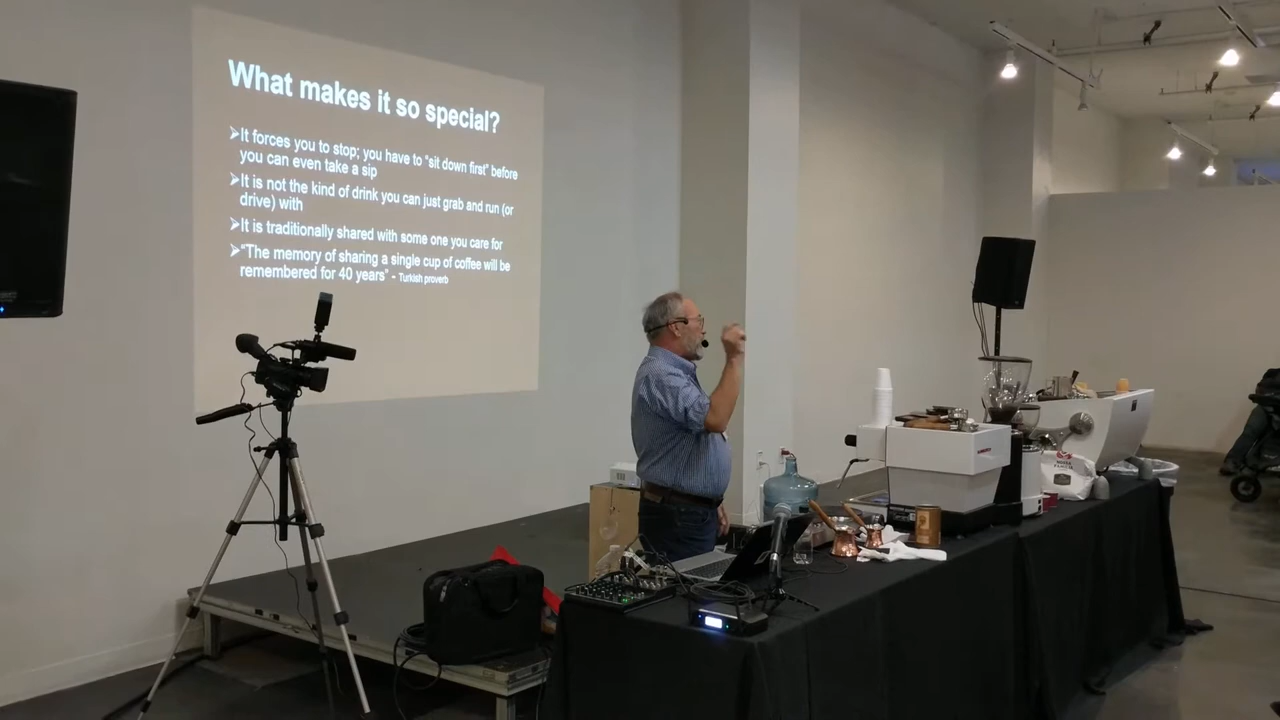 What makes it so special?
➢It forces you to stop; you have to "sit down first" before
you can even take a sip
➢It is not the kind of drink you can just grab and run (or
drive) with
➢It is traditionally shared with some one you care for
➢"The memory of sharing a single cup of coffee will be
remembered for 40 years" - Turkish proverb